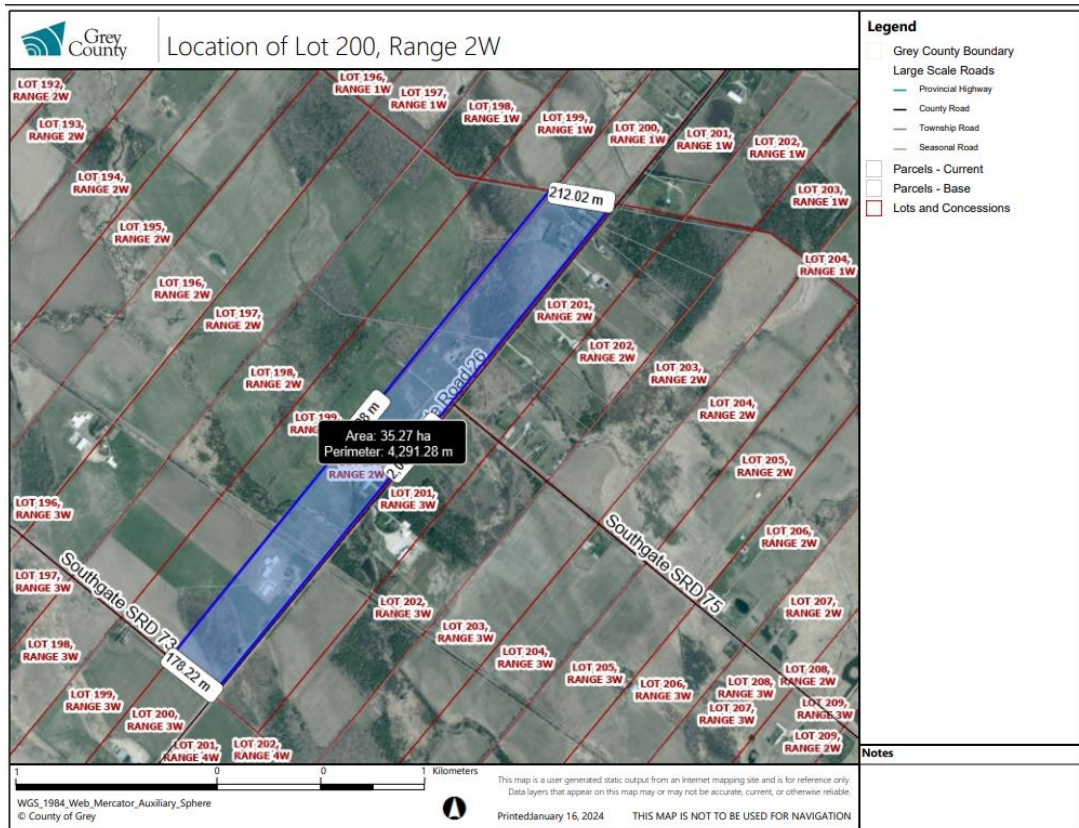 Grey
County
Location of Lot 200, Range 2W
Legend
Grey County Boundary
Large Scale Roads
Provincial Highway
County Road
Township Road
Seasonal Road
Parcels - Current
Parcels - Base
Lots and Concessions
LOT 192,
RANGE 2W
LOT 193,
RANGE 2W
LOT 194,
RANGE 2W
LOT 195,
RANGE 2W
LOT 196,
RANGE 2W
LOT 197,
RANGE 2W
LOT 198,
RANGE 2W
LOT 199,
LOT 196,
RANGE 1W
LOT 197,
RANGE 1W
LOT 198,
RANGE 1W
LOT 199,
RANGE 1W
LOT 200,
RANGE 1W
LOT 201,
RANGE 1W
LOT 202,
RANGE 1W
LOT 203,
RANGE 1W
LOT 204,
RANGE 1W
212.02 m
LOT 201,
RANGE 2W
LOT 202,
RANGE 2W
LOT 203,
RANGE 2W
LOT 204,
RANGE 2W
LOT 205,
RANGE 2W
LOT 206,
RANGE 2W
LOT 207,
RANGE 2W
LOT 208,
RANGE 2W
LOT 209,
RANGE 3W
LOT 209,
RANGE 2W
Road 26
Area: 35.27 ha
Perimeter: 4,291.28 m
RANGE 2W
LOT 201,
RANGE 3W
LOT 202,
RANGE 3W
LOT 203,
RANGE 3W
LOT 204,
RANGE 3W
LOT 205,
RANGE 3W
LOT 206,
RANGE 3W
LOT 208,
RANGE 3W
LOT 207,
RANGE 3W
Southgate SRD 75
LOT 196,
RANGE 3W
LOT 197,
RANGE 3W
LOT 198,
RANGE 3W
LOT 199,
RANGE 3W
LOT 200,
RANGE 3W
LOT 201,
RANGE 4W
LOT 202,
RANGE 4W
Southgate SRD 73
178.22 m
Notes
1 0 0 1 Kilometers
WGS_1984_Web_Mercator_Auxiliary_Sphere
© County of Grey
This map is a user generated static output from an Internet mapping site and is for reference only.
Data layers that appear on this map may or may not be accurate, current, or otherwise reliable.
Printed:January 16, 2024 THIS MAP IS NOT TO BE USED FOR NAVIGATION